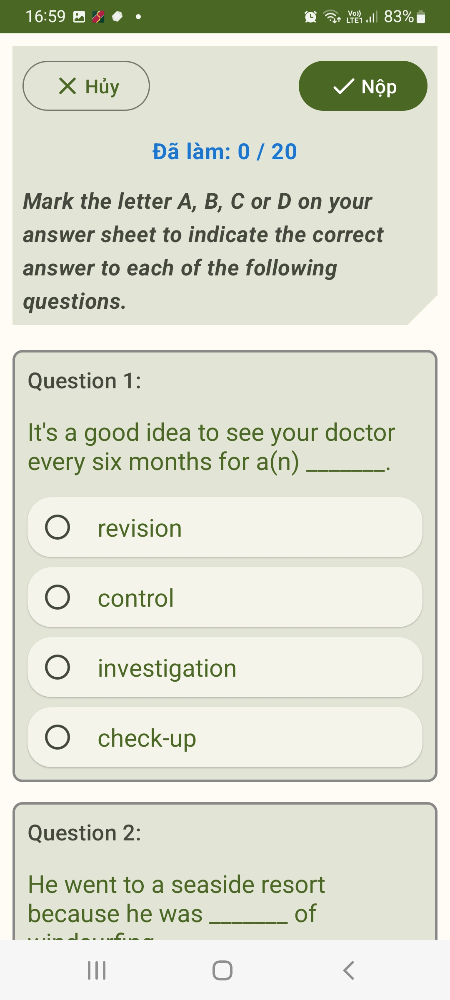 16:59
Vo)) LTE1 83%
Hủy
Nộp
Đã làm: 0 / 20
Mark the letter A, B, C or D on your
answer sheet to indicate the correct
answer to each of the following
questions.
Question 1:
It's a good idea to see your doctor
every six months for a(n) _______.
revision
control
investigation
check-up
Question 2:
He went to a seaside resort
because he was _______ of
windsurfing